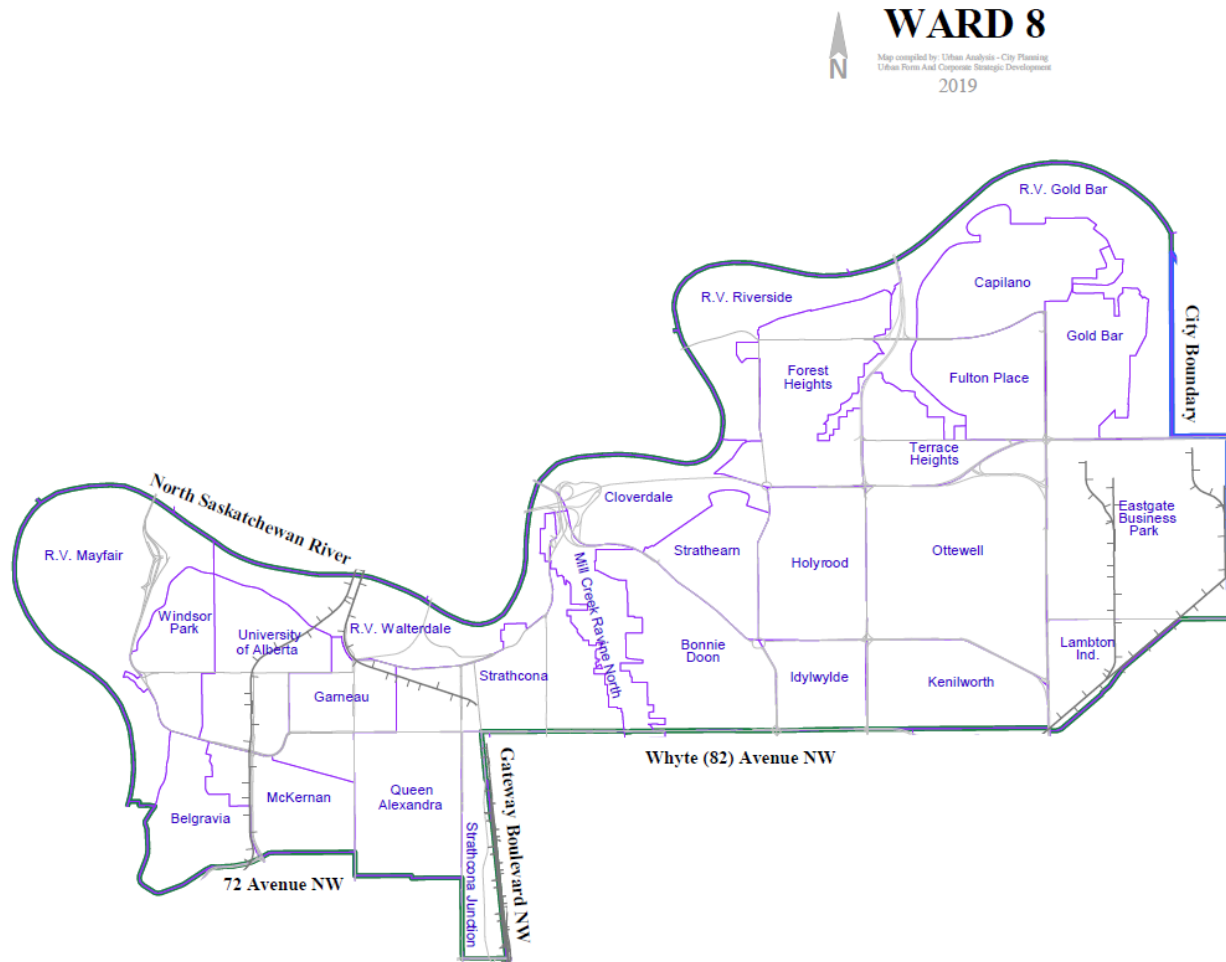 WARD 8
N
Map compiled by: Urban Analysis - City Planning
Urban Form And Corporate Strategic Development
2019
R.V. Gold Bar
Capilano
R.V. Riverside
City Boundary
Gold Bar
Forest
Heights
Fulton Place
Terrace
Heights
North Saskatchewan River
Cloverdale
Eastgate
Business
Park
R.V. Mayfair
Strathearn
Holyrood
Ottewell
Mill Creek Ravine North
Windsor
Park
University
of Alberta
R.V. Walterdale
Bonnie
Doon
Lambton
Ind.
Strathcona
Idylwylde
Kenilworth
Garneau
Whyte (82) Avenue NW
Gateway Boulevard NW
McKernan
Queen
Alexandra
Belgravia
Strathcona Junction
72 Avenue NW